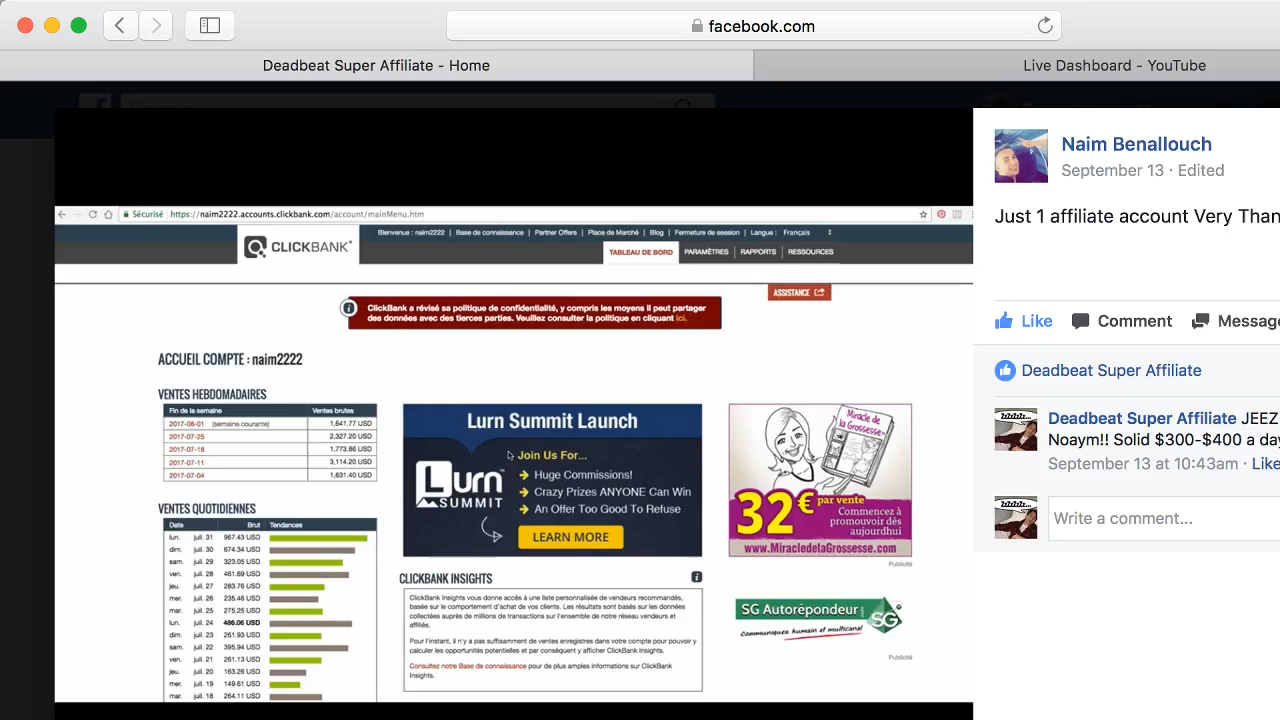 facebook.com
Deadbeat Super Affiliate - Home
Live Dashboard - YouTube
Naim Benallouch
September 13 · Edited
Just 1 affiliate account Very Than
Like Comment Message
Deadbeat Super Affiliate
Deadbeat Super Affiliate JEEZ
Noaym!! Solid $300-$400 a day
September 13 at 10:43am · Like
Write a comment...
Sécurisé https://naim2222.accounts.clickbank.com/account/mainMenu.htm
CLICKBANK
Bienvenue : naim2222 | Base de connaissance | Partner Offers | Place de Marché | Blog | Fermeture de session | Langue : Français
TABLEAU DE BORD PARAMÈTRES RAPPORTS RESSOURCES
ASSISTANCE
ClickBank a révisé sa politique de confidentialité, y compris les moyens il peut partager
des données avec des tierces parties. Veuillez consulter la politique en cliquant ici.
ACCUEIL COMPTE : naim2222
VENTES HEBDOMADAIRES
Fin de la semaine Ventes brutes
2017-08-01 (semaine courante) 1,641.77 USD
2017-07-25 2,327.20 USD
2017-07-18 1,773.86 USD
2017-07-11 3,114.20 USD
2017-07-04 1,631.40 USD
VENTES QUOTIDIENNES
Date Brut Tendances
lun. juil. 31 967.43 USD
dim. juil. 30 674.34 USD
sam. juil. 29 323.05 USD
ven. juil. 28 461.69 USD
jeu. juil. 27 283.76 USD
mer. juil. 26 235.46 USD
mar. juil. 25 275.25 USD
lun. juil. 24 486.06 USD
dim. juil. 23 261.93 USD
sam. juil. 22 395.94 USD
ven. juil. 21 261.13 USD
jeu. juil. 20 163.26 USD
mer. juil. 19 149.61 USD
mar. juil. 18 264.11 USD
Lurn Summit Launch
Join Us For...
Lurn SUMMIT
Huge Commissions!
Crazy Prizes ANYONE Can Win
An Offer Too Good To Refuse
LEARN MORE
CLICKBANK INSIGHTS
ClickBank Insights vous donne accès à une liste personnalisée de vendeurs recommandés,
basée sur le comportement d'achat de vos clients. Les résultats sont basés sur les données
collectées auprès de millions de transactions sur l'ensemble de notre réseau vendeurs et
affiliés.
Pour l'instant, il n'y a pas suffisamment de ventes enregistres dans votre compte pour pouvoir y
calculer les opportunités potentielles et par conséquent y afficher ClickBank Insights.
Consultez notre Base de connaissance pour de plus amples informations sur ClickBank
Insights.
Miracle de
la Grossesse
32€ par vente
Commencez à
promouvoir dès
aujourdhui
www.MiracledelaGrossesse.com
Publicité
SG Autorépondeur
SG
Communiquez humain et multicanal
Publicité